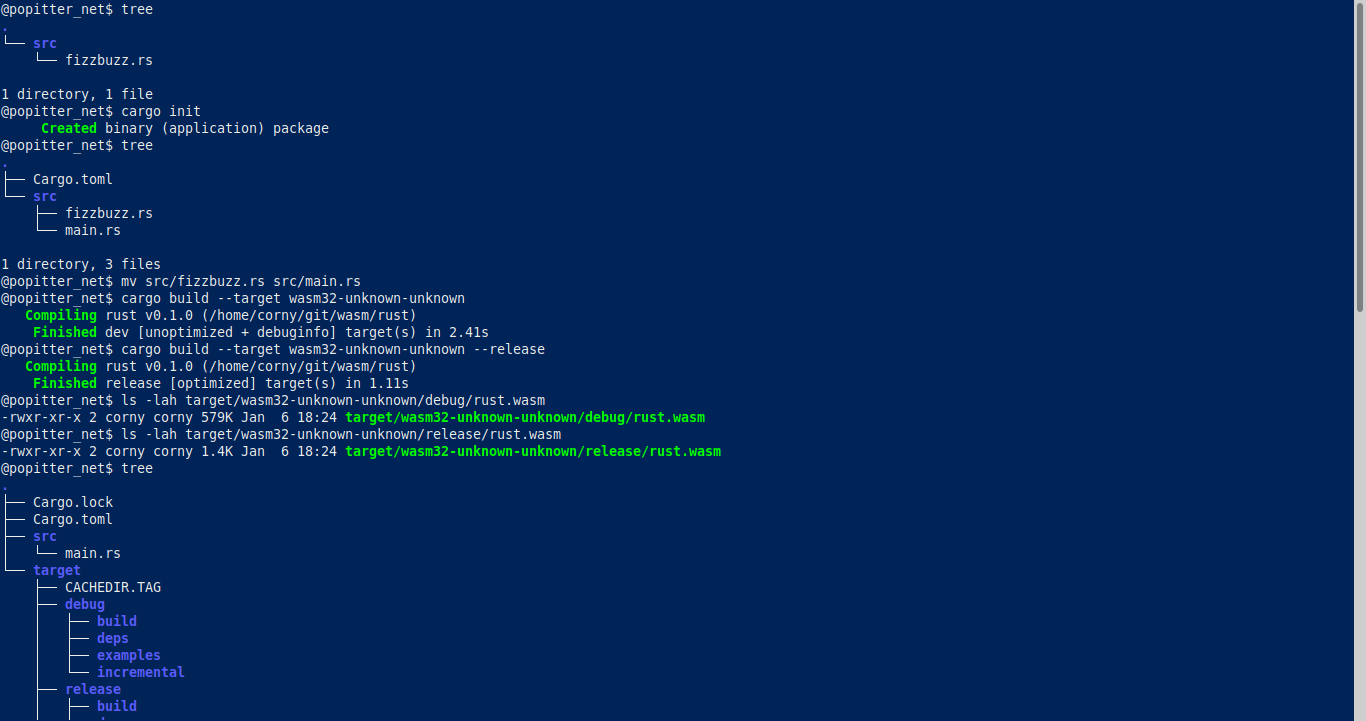 @popitter_net$ tree
.
└── src
    └── fizzbuzz.rs

1 directory, 1 file
@popitter_net$ cargo init
     Created binary (application) package
@popitter_net$ tree
.
├── Cargo.toml
└── src
    ├── fizzbuzz.rs
    └── main.rs

1 directory, 3 files
@popitter_net$ mv src/fizzbuzz.rs src/main.rs
@popitter_net$ cargo build --target wasm32-unknown-unknown
   Compiling rust v0.1.0 (/home/corny/git/wasm/rust)
    Finished dev [unoptimized + debuginfo] target(s) in 2.41s
@popitter_net$ cargo build --target wasm32-unknown-unknown --release
   Compiling rust v0.1.0 (/home/corny/git/wasm/rust)
    Finished release [optimized] target(s) in 1.11s
@popitter_net$ ls -lah target/wasm32-unknown-unknown/debug/rust.wasm
-rwxr-xr-x 2 corny corny 579K Jan  6 18:24 target/wasm32-unknown-unknown/debug/rust.wasm
@popitter_net$ ls -lah target/wasm32-unknown-unknown/release/rust.wasm
-rwxr-xr-x 2 corny corny 1.4K Jan  6 18:24 target/wasm32-unknown-unknown/release/rust.wasm
@popitter_net$ tree
.
├── Cargo.lock
├── Cargo.toml
├── src
│   └── main.rs
└── target
    ├── CACHEDIR.TAG
    ├── debug
    │   ├── build
    │   ├── deps
    │   ├── examples
    │   └── incremental
    ├── release
    │   ├── build